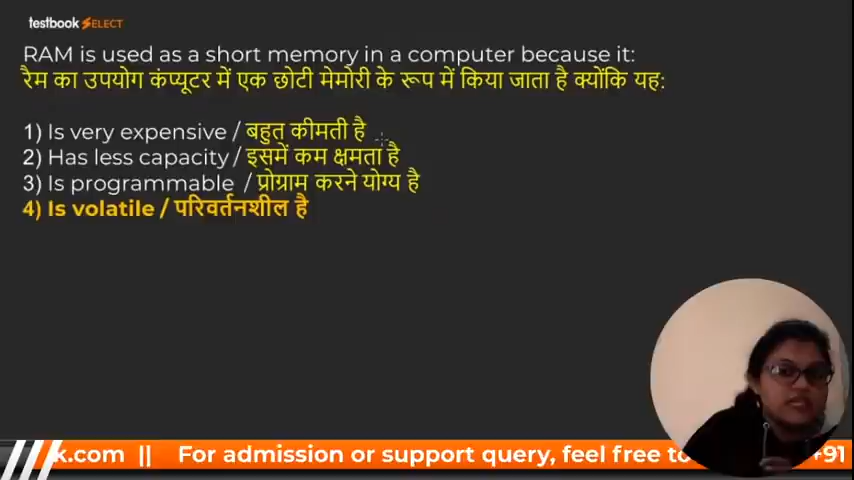 testbook SELECT
RAM is used as a short memory in a computer because it:
रैम का उपयोग कंप्यूटर में एक छोटी मेमोरी के रूप में किया जाता है क्योंकि यह:
1) Is very expensive / बहुत कीमती है
2) Has less capacity / इसमें कम क्षमता है
3) Is programmable / प्रोग्राम करने योग्य है
4) Is volatile / परिवर्तनशील है
k.com || For admission or support query, feel free to +91